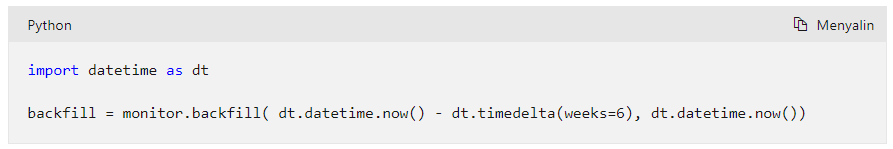 Python
Menyalin
import datetime as dt
backfill = monitor.backfill( dt.datetime.now() - dt.timedelta(weeks=6), dt.datetime.now())